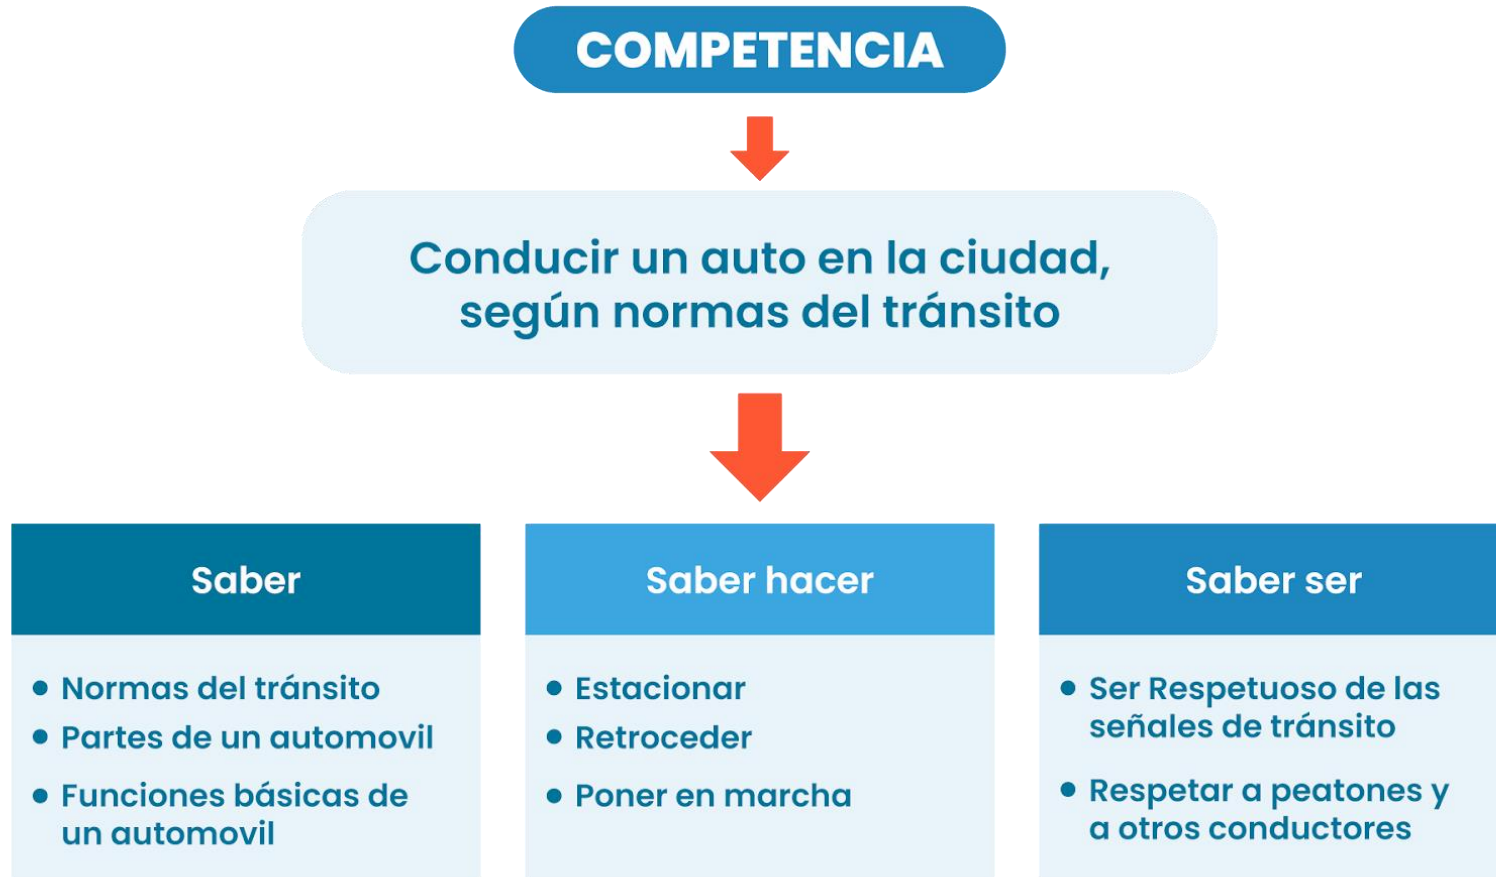 COMPETENCIA
Conducir un auto en la ciudad,
según normas del tránsito
Saber
• Normas del tránsito
• Partes de un automovil
• Funciones básicas de
un automovil
Saber hacer
• Estacionar
• Retroceder
• Poner en marcha
Saber ser
• Ser Respetuoso de las
señales de tránsito
• Respetar a peatones y
a otros conductores